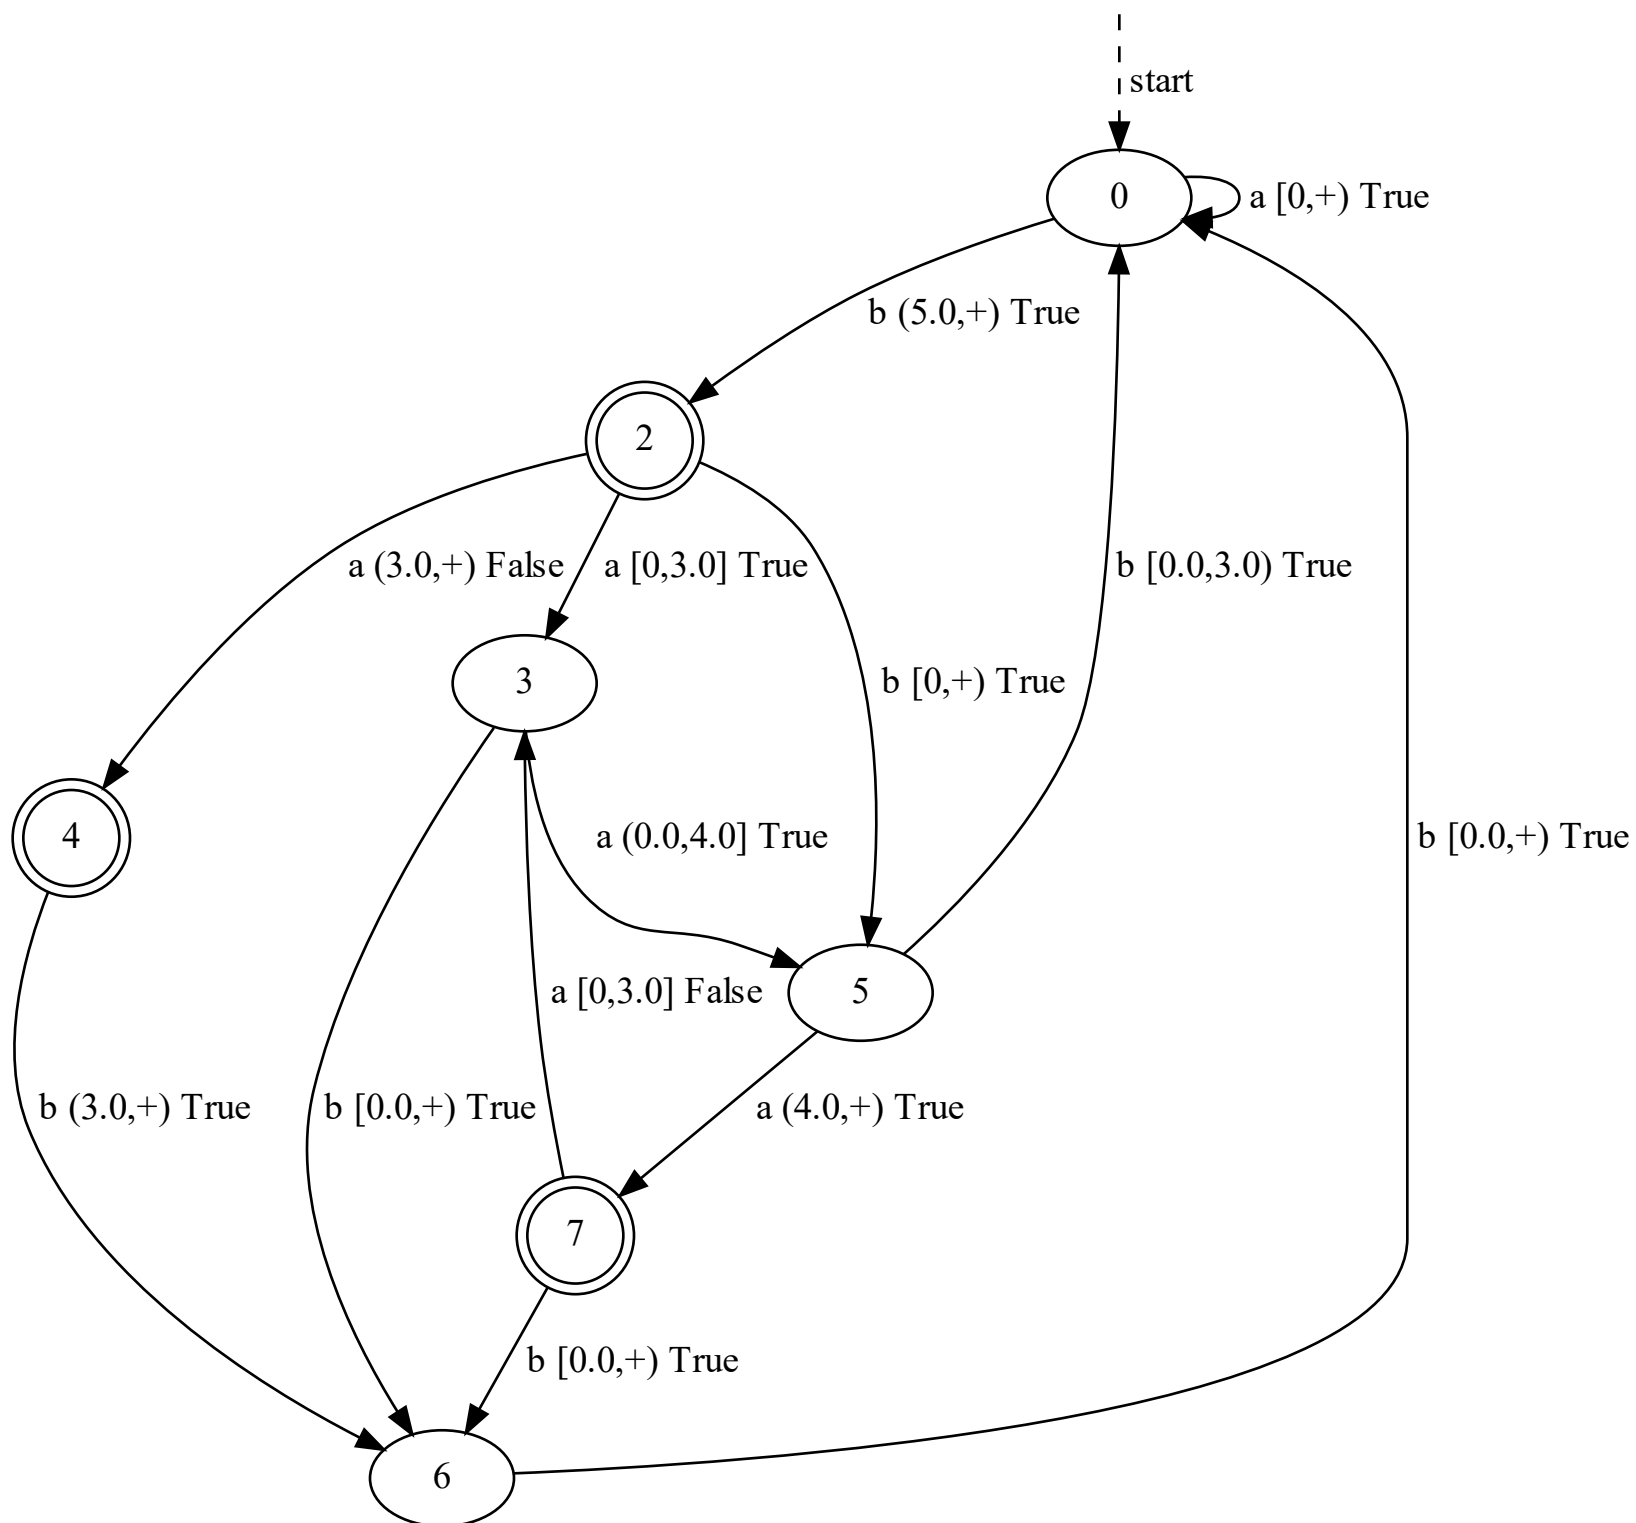 start
0
a [0,+) True
b (5.0,+) True
2
a (3.0,+) False
a [0,3.0] True
b [0.0,3.0) True
3
b [0,+) True
4
a (0.0,4.0] True
b [0.0,+) True
a [0,3.0] False
5
b (3.0,+) True
b [0.0,+) True
a (4.0,+) True
7
b [0.0,+) True
6